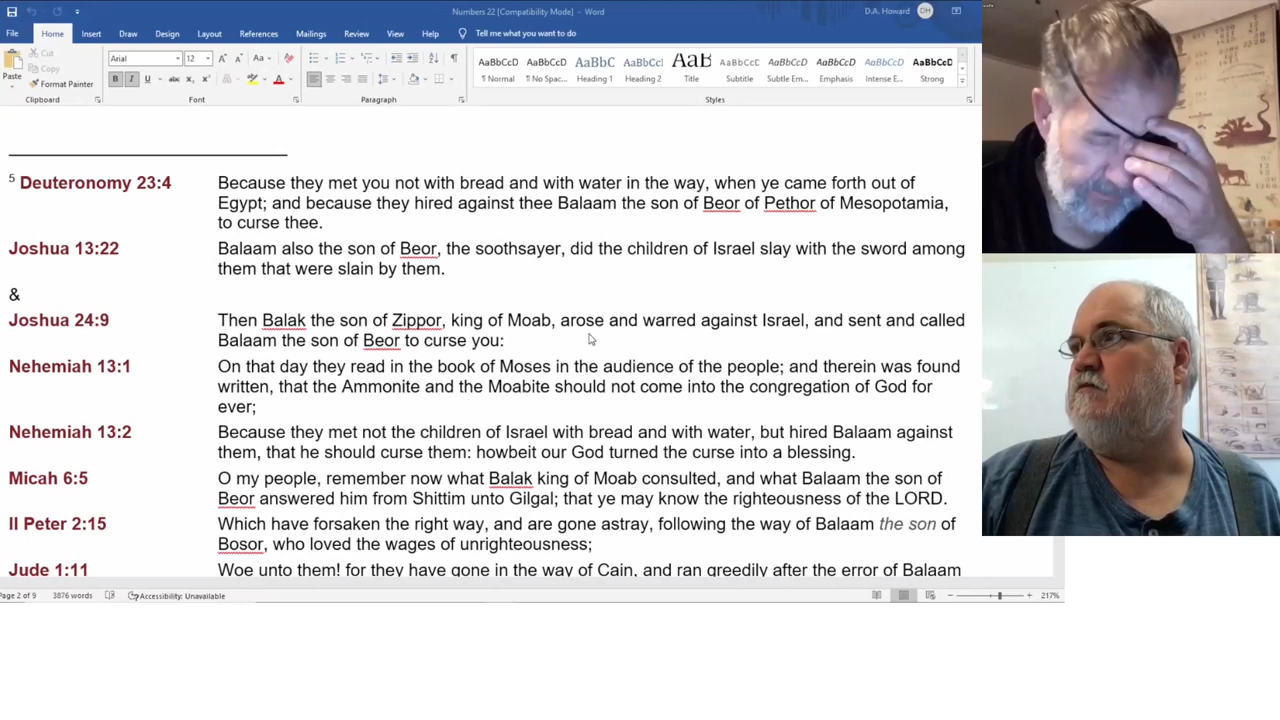 Numbers 22 [Compatibility Mode] - Word
D.A. Howard
DH
File Home Insert Draw Design Layout References Mailings Review View Help Tell me what you want to do
Paste
Cut
Copy
Format Painter
Clipboard
Arial
12
Font
Paragraph
AaBbCcD AaBbCcD AaBbC AaBbCcL AaB AaBbCcD AaBbCcD AaBbCcD AaBbCcD AaBbCcD
¶ Normal ¶ No Spac... Heading 1 Heading 2 Title Subtitle Subtle Em... Emphasis Intense E... Strong
Styles
5 Deuteronomy 23:4 Because they met you not with bread and with water in the way, when ye came forth out of
Egypt; and because they hired against thee Balaam the son of Beor of Pethor of Mesopotamia,
to curse thee.
Joshua 13:22 Balaam also the son of Beor, the soothsayer, did the children of Israel slay with the sword among
them that were slain by them.
&
Joshua 24:9 Then Balak the son of Zippor, king of Moab, arose and warred against Israel, and sent and called
Balaam the son of Beor to curse you:
Nehemiah 13:1 On that day they read in the book of Moses in the audience of the people; and therein was found
written, that the Ammonite and the Moabite should not come into the congregation of God for
ever;
Nehemiah 13:2 Because they met not the children of Israel with bread and with water, but hired Balaam against
them, that he should curse them: howbeit our God turned the curse into a blessing.
Micah 6:5 O my people, remember now what Balak king of Moab consulted, and what Balaam the son of
Beor answered him from Shittim unto Gilgal; that ye may know the righteousness of the LORD.
II Peter 2:15 Which have forsaken the right way, and are gone astray, following the way of Balaam the son of
Bosor, who loved the wages of unrighteousness;
Jude 1:11 Woe unto them! for they have gone in the way of Cain, and ran greedily after the error of Balaam
Page 2 of 9 3876 words Accessibility: Unavailable 217%